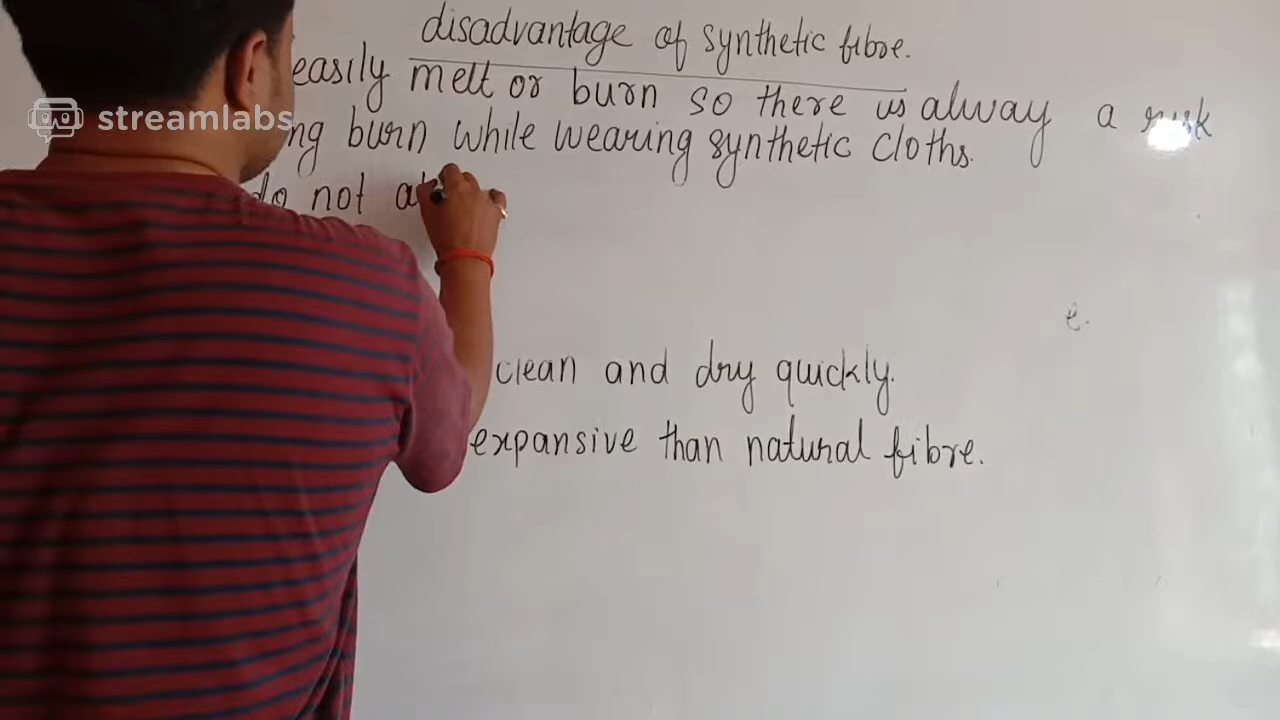 disadvantage of synthetic fibre.
easily melt or burn so there is alway a risk
streamlabs
ng burn while wearing synthetic cloths.
do not
e.
clean and dry quickly.
expansive than natural fibre.